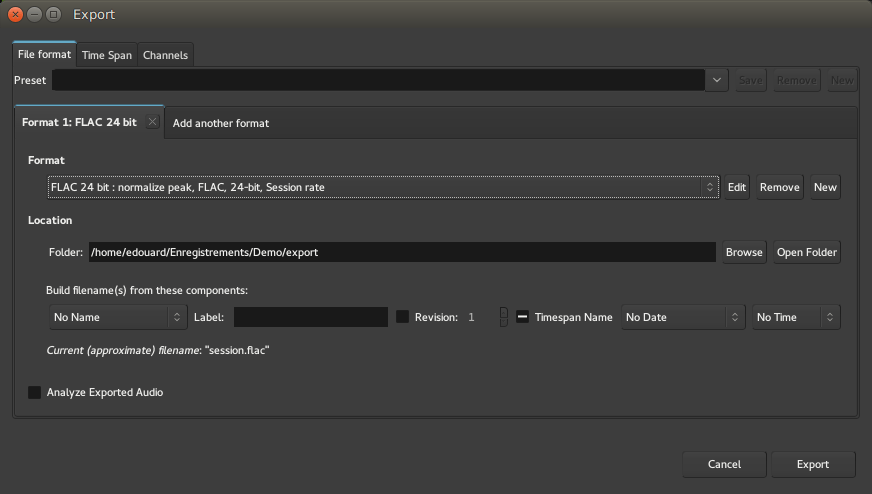 Export
File format Time Span Channels
Preset Save Remove New
Format 1: FLAC 24 bit Add another format
Format
FLAC 24 bit : normalize peak, FLAC, 24-bit, Session rate Edit Remove New
Location
Folder: /home/edouard/Enregistrements/Demo/export Browse Open Folder
Build filename(s) from these components:
No Name Label: Revision: 1 Timespan Name No Date No Time
Current (approximate) filename: "session.flac"
Analyze Exported Audio
Cancel Export